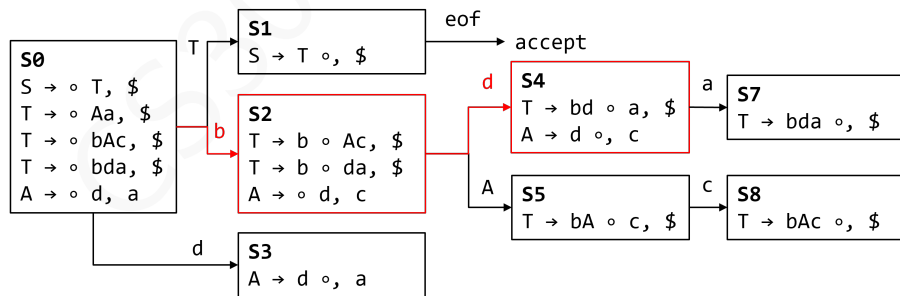 S0
S → ∘ T, $
T → ∘ Aa, $
T → ∘ bAc, $
T → ∘ bda, $
A → ∘ d, a
T
S1
S → T ∘, $
eof
accept
b
S2
T → b ∘ Ac, $
T → b ∘ da, $
A → ∘ d, c
d
S4
T → bd ∘ a, $
A → d ∘, c
a
S7
T → bda ∘, $
A
S5
T → bA ∘ c, $
c
S8
T → bAc ∘, $
d
S3
A → d ∘, a